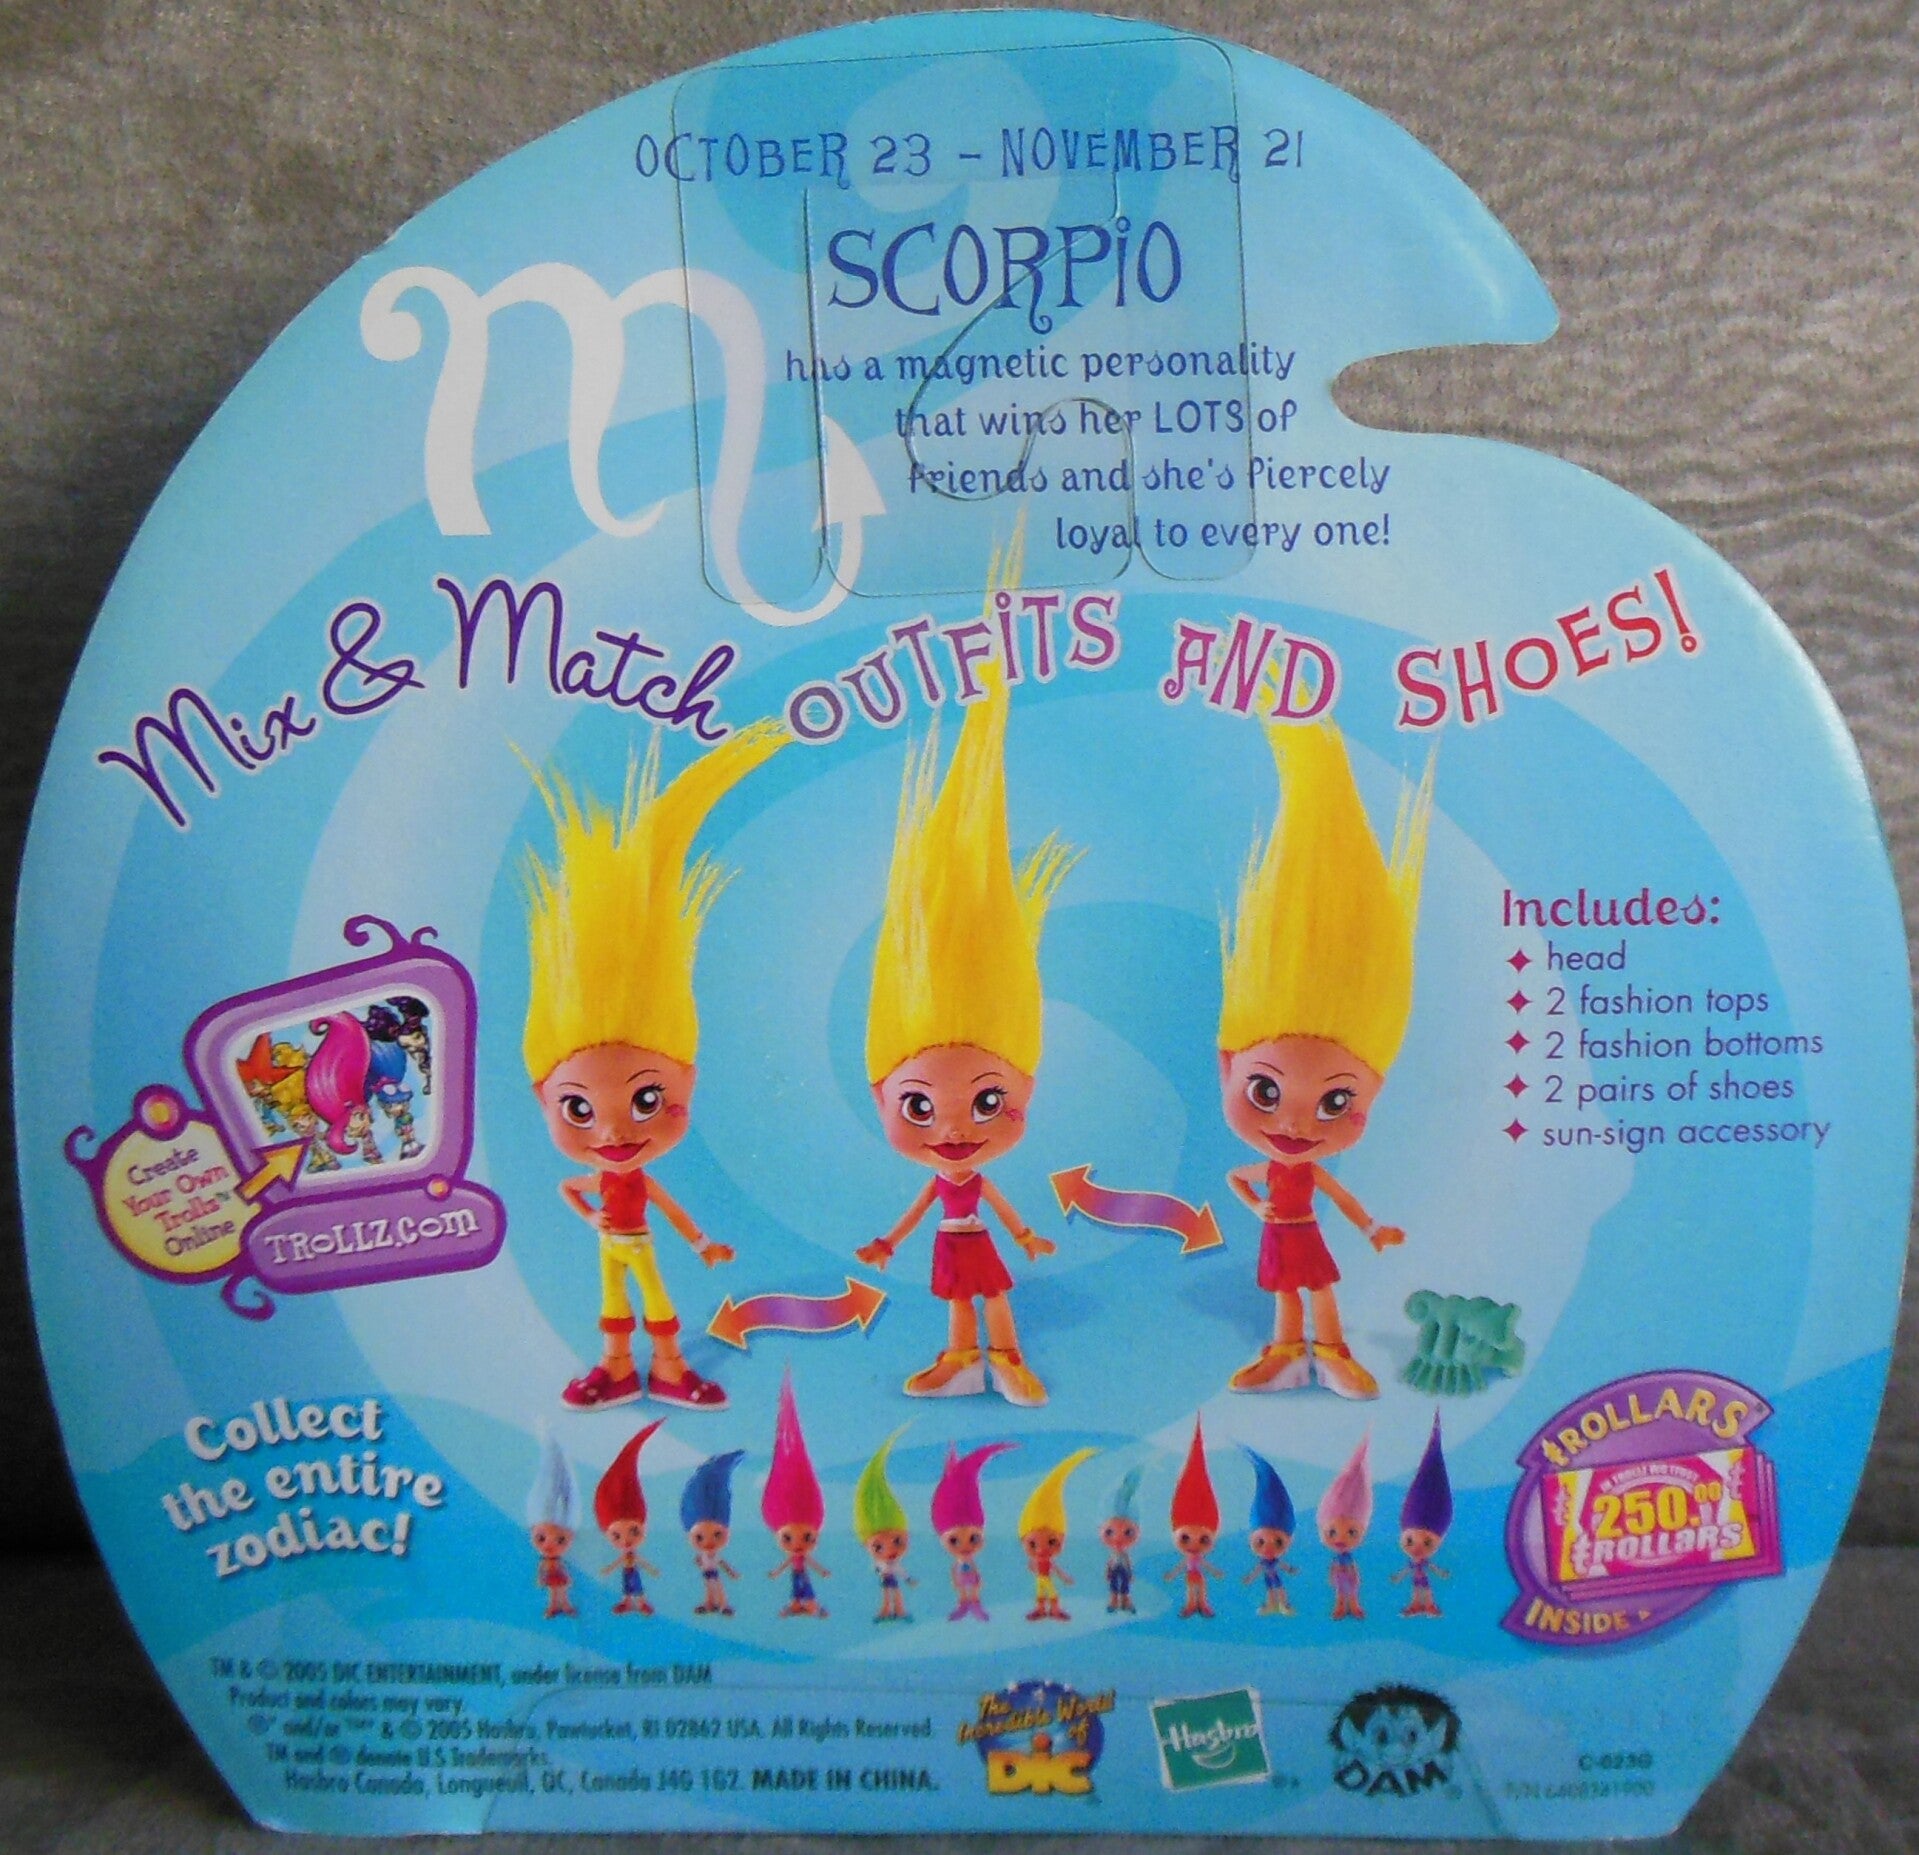 OCTOBER 23 - NOVEMBER 21
SCORPIO
has a magnetic personality
that wins her LOTS of
friends and she's fiercely
loyal to every one!
Mix & Match OUTFITS AND SHOES!
Includes:
head
2 fashion tops
2 fashion bottoms
2 pairs of shoes
sun-sign accessory
Create
Your Own
Trolls™
Online
TROLLZ.COM
Collect
the entire
zodiac!
TROLLARS
250.00
TROLLARS
INSIDE
TM & © 2005 DIC ENTERTAINMENT, under license from DAM
Product and colors may vary.
®* and/or ™* & © 2005 Hasbro, Pawtucket, RI 02862 USA. All Rights Reserved.
TM and ® denote U.S Trademarks.
Hasbro Canada, Longueuil, QC, Canada J4G 1G2. MADE IN CHINA.
The
Incredible World
of
DIC
Hasbro
DAM
C-023G